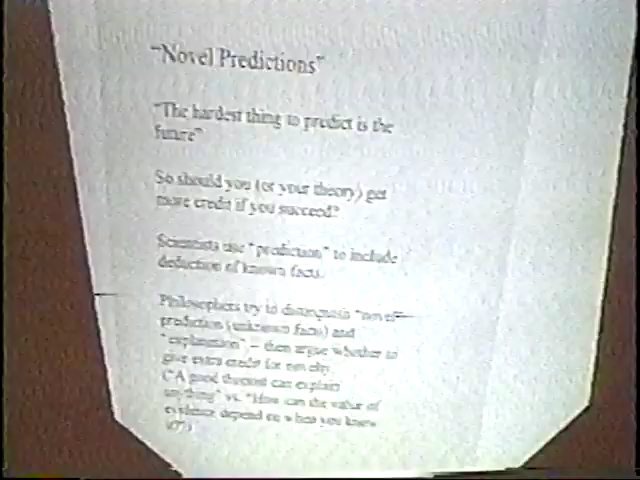 "Novel Predictions"
"The hardest thing to predict is the
future"
So should you (or your theory) get
more credit if you succeed?
Scientists use "prediction" to include
deduction of known facts.
Philosophers try to distinguish "novel"
prediction (unknown facts) and
"explanation" – then argue whether to
give extra credit for novelty.
("A good theorist can explain
anything" vs. "How can the value of
evidence depend on when you knew
it?")